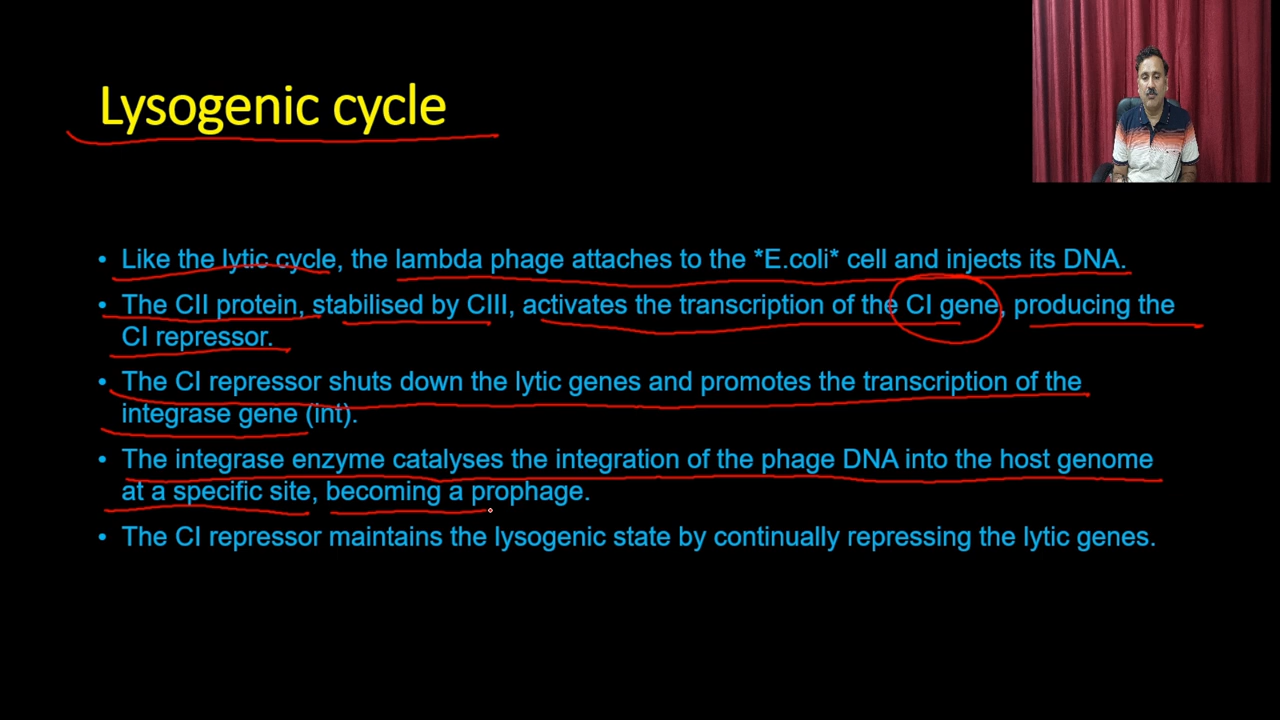 Lysogenic cycle
• Like the lytic cycle, the lambda phage attaches to the *E.coli* cell and injects its DNA.
• The CII protein, stabilised by CIII, activates the transcription of the CI gene, producing the
CI repressor.
• The CI repressor shuts down the lytic genes and promotes the transcription of the
integrase gene (int).
• The integrase enzyme catalyses the integration of the phage DNA into the host genome
at a specific site, becoming a prophage.
• The CI repressor maintains the lysogenic state by continually repressing the lytic genes.